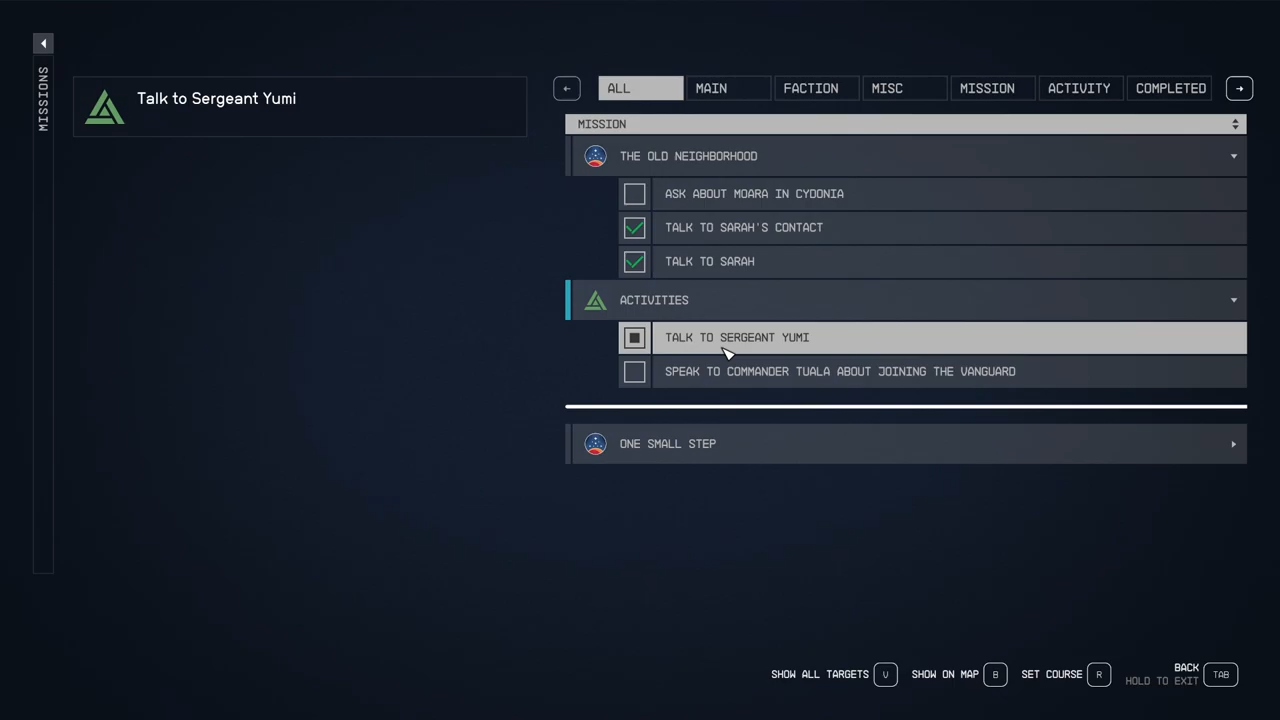 MISSIONS
Talk to Sergeant Yumi
ALL
MAIN
FACTION
MISC
MISSION
ACTIVITY
COMPLETED
MISSION
THE OLD NEIGHBORHOOD
ASK ABOUT MOARA IN CYDONIA
TALK TO SARAH'S CONTACT
TALK TO SARAH
ACTIVITIES
TALK TO SERGEANT YUMI
SPEAK TO COMMANDER TUALA ABOUT JOINING THE VANGUARD
ONE SMALL STEP
SHOW ALL TARGETS V
SHOW ON MAP B
SET COURSE R
BACK
HOLD TO EXIT
TAB